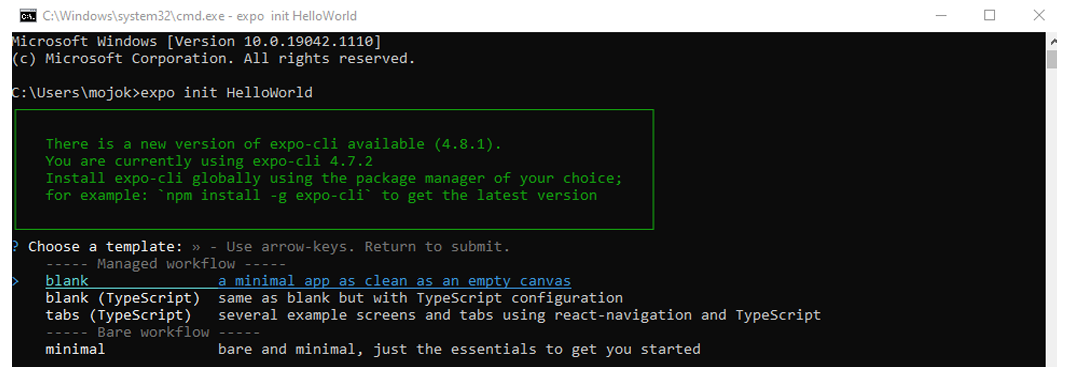 C:\Windows\system32\cmd.exe - expo  init HelloWorld
Microsoft Windows [Version 10.0.19042.1110]
(c) Microsoft Corporation. All rights reserved.
C:\Users\mojok>expo init HelloWorld
There is a new version of expo-cli available (4.8.1).
You are currently using expo-cli 4.7.2
Install expo-cli globally using the package manager of your choice;
for example: `npm install -g expo-cli` to get the latest version
? Choose a template: » - Use arrow-keys. Return to submit.
----- Managed workflow -----
> blank a minimal app as clean as an empty canvas
blank (TypeScript) same as blank but with TypeScript configuration
tabs (TypeScript) several example screens and tabs using react-navigation and TypeScript
----- Bare workflow -----
minimal bare and minimal, just the essentials to get you started